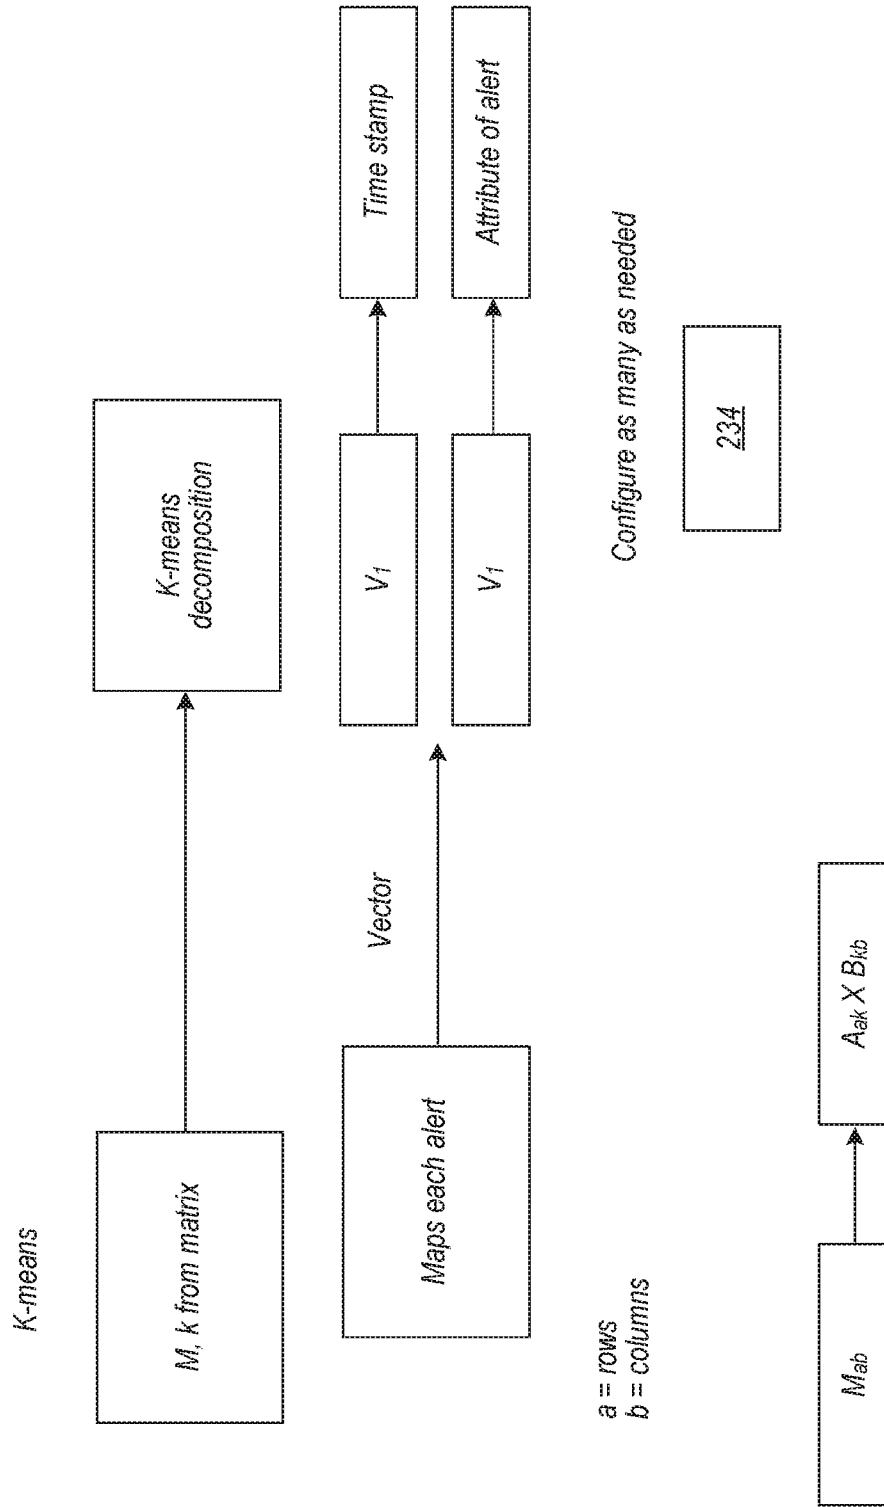 K-means
M, k from matrix
K-means
decomposition
Maps each alert
Vector
V₁
Time stamp
V₁
Attribute of alert
Configure as many as needed
a = rows
b = columns
234
Mab
Aak X Bkb